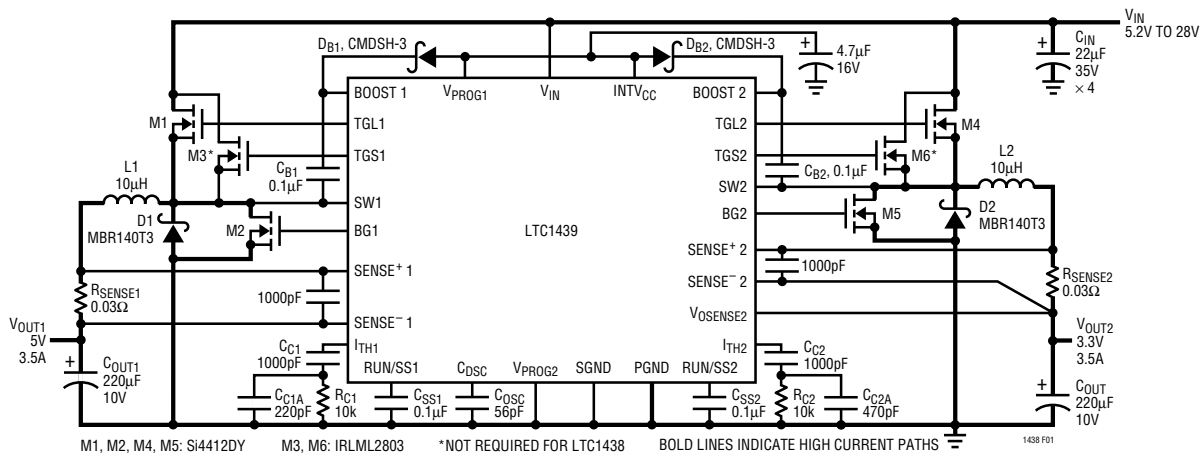 V_IN
5.2V TO 28V
D_B1, CMDSH-3
D_B2, CMDSH-3
+
4.7µF
16V
+
C_IN
22µF
35V
× 4
BOOST 1
V_PROG1
V_IN
INTV_CC
BOOST 2
M1
TGL1
TGL2
M4
M3*
TGS1
TGS2
M6*
L1
10µH
C_B1
0.1µF
C_B2, 0.1µF
L2
10µH
SW1
SW2
D1
MBR140T3
M2
BG1
LTC1439
BG2
M5
D2
MBR140T3
SENSE⁺ 1
SENSE⁺ 2
R_SENSE1
0.03Ω
1000pF
1000pF
SENSE⁻ 2
R_SENSE2
0.03Ω
SENSE⁻ 1
V_OSENSE2
V_OUT1
5V
3.5A
V_OUT2
3.3V
3.5A
I_TH1
I_TH2
+
C_OUT1
220µF
10V
C_C1
1000pF
RUN/SS1
C_DSC
V_PROG2
SGND
PGND
RUN/SS2
C_C2
1000pF
C_C1A
220pF
R_C1
10k
C_SS1
0.1µF
C_OSC
56pF
C_SS2
0.1µF
R_C2
10k
C_C2A
470pF
+
C_OUT
220µF
10V
M1, M2, M4, M5: Si4412DY M3, M6: IRLML2803 *NOT REQUIRED FOR LTC1438 BOLD LINES INDICATE HIGH CURRENT PATHS
1438 F01